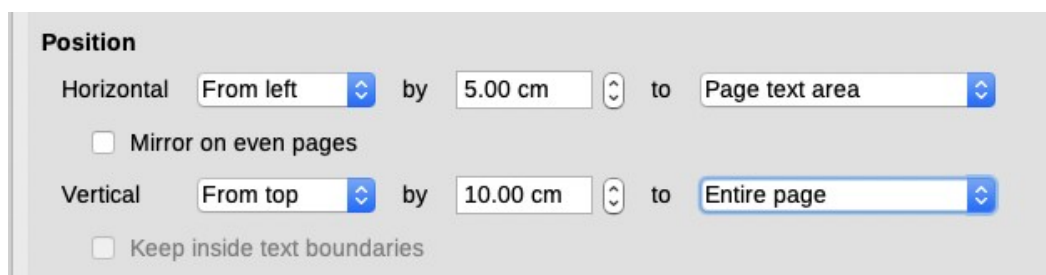 Position
Horizontal From left by 5.00 cm to Page text area
Mirror on even pages
Vertical From top by 10.00 cm to Entire page
Keep inside text boundaries